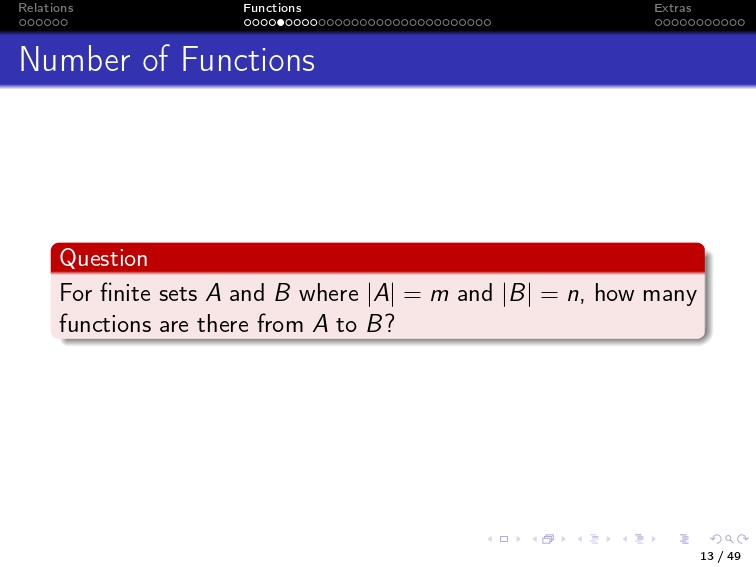 Relations
Functions
Extras
Number of Functions
Question
For finite sets A and B where |A| = m and |B| = n, how many
functions are there from A to B?
13 / 49